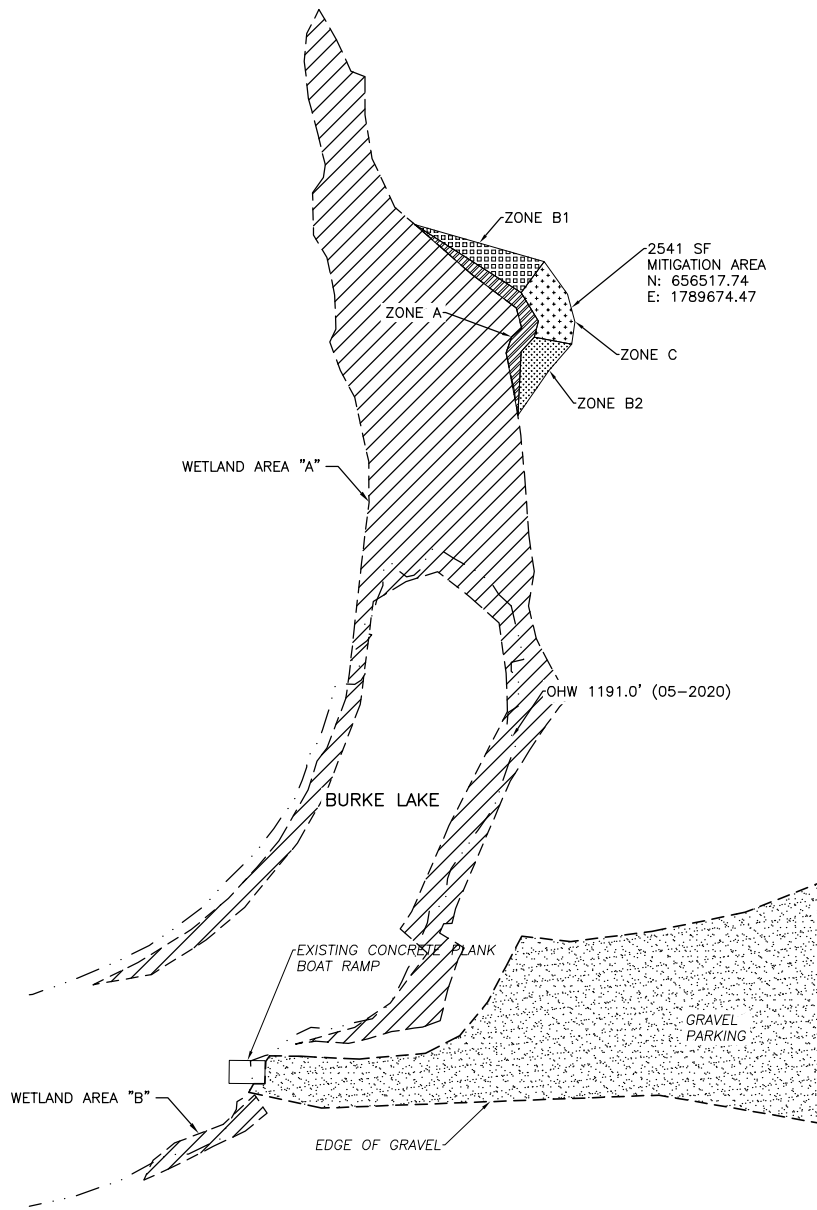 ZONE B1
2541 SF
MITIGATION AREA
N: 656517.74
E: 1789674.47
ZONE A
ZONE C
ZONE B2
WETLAND AREA "A"
OHW 1191.0' (05-2020)
BURKE LAKE
EXISTING CONCRETE PLANK
BOAT RAMP
GRAVEL
PARKING
WETLAND AREA "B"
EDGE OF GRAVEL